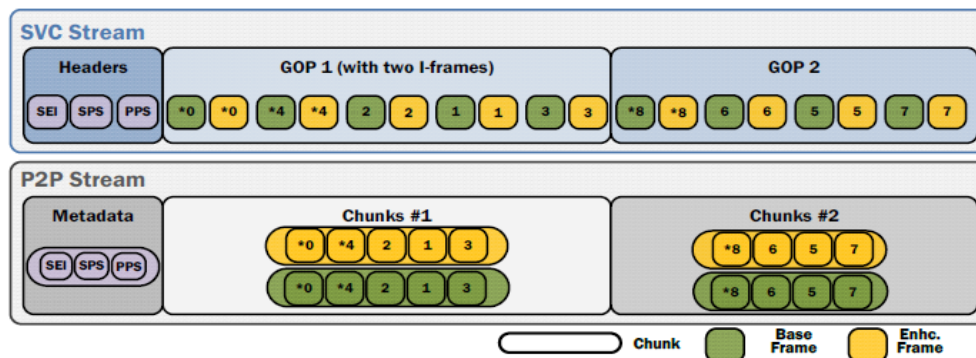 SVC Stream
Headers
GOP 1 (with two I-frames)
GOP 2
SEI SPS PPS *0 *0 *4 *4 2 2 1 1 3 3 *8 *8 6 6 5 5 7 7
P2P Stream
Metadata
Chunks #1
Chunks #2
SEI SPS PPS
*0 *4 2 1 3
*8 6 5 7
*0 *4 2 1 3
*8 6 5 7
Chunk
Base
Frame
Enhc.
Frame